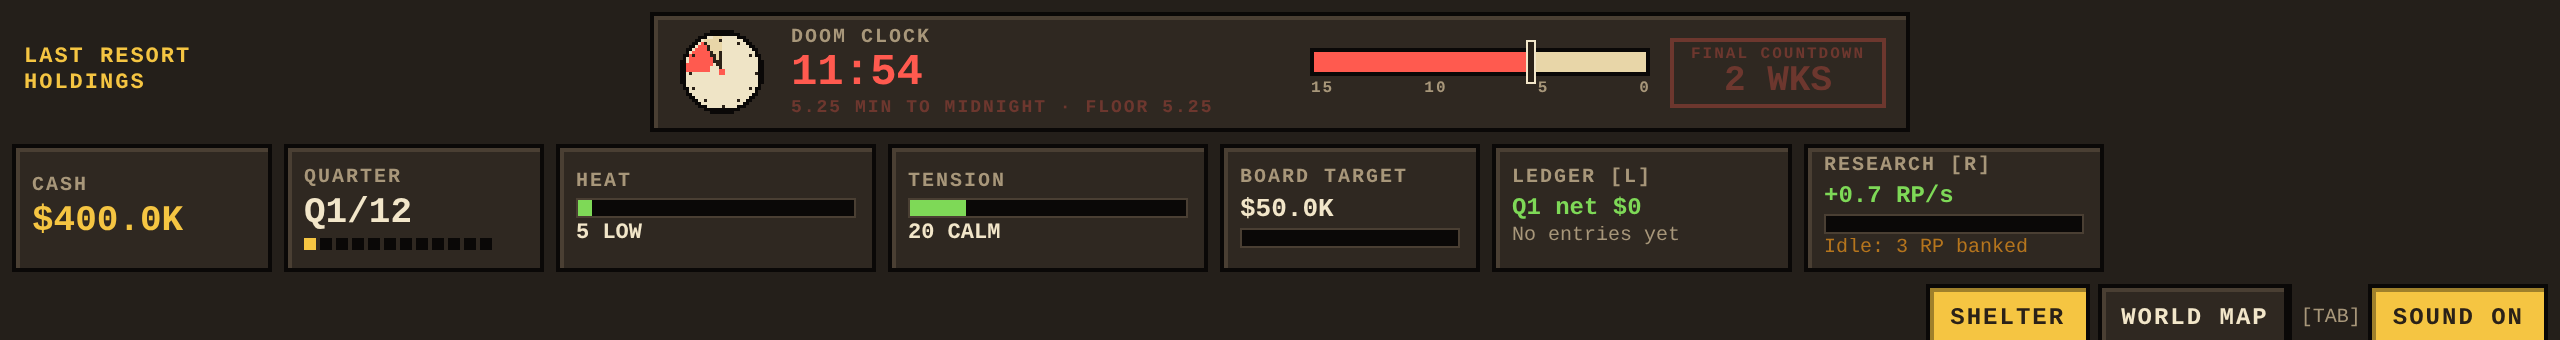 LAST RESORT
HOLDINGS
DOOM CLOCK
11:54
5.25 MIN TO MIDNIGHT · FLOOR 5.25
15 10 5 0
FINAL COUNTDOWN
2 WKS
CASH
$400.0K
QUARTER
Q1/12
HEAT
5 LOW
TENSION
20 CALM
BOARD TARGET
$50.0K
LEDGER [L]
Q1 net $0
No entries yet
RESEARCH [R]
+0.7 RP/s
Idle: 3 RP banked
SHELTER
WORLD MAP
[TAB]
SOUND ON